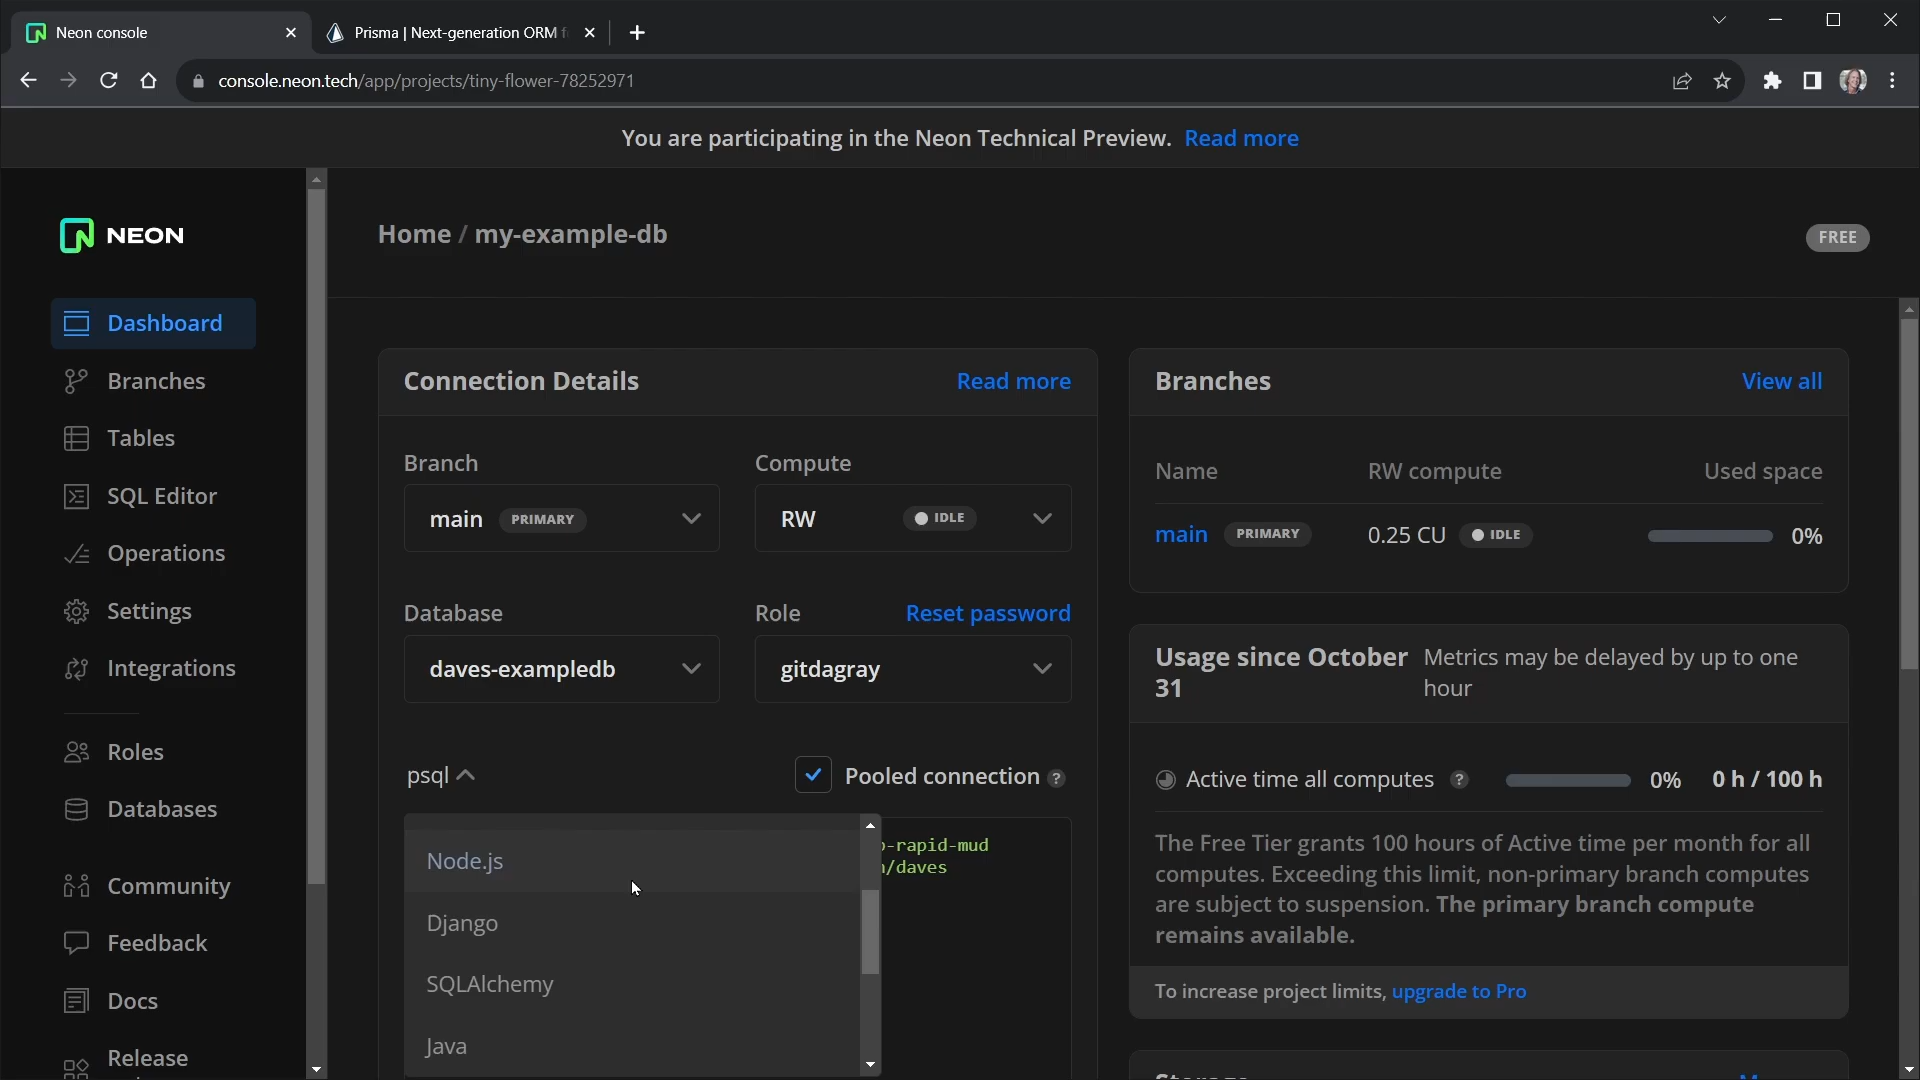 Neon console
Prisma | Next-generation ORM f
console.neon.tech/app/projects/tiny-flower-78252971
You are participating in the Neon Technical Preview. Read more
NEON
Home / my-example-db
FREE
Dashboard
Branches
Tables
SQL Editor
Operations
Settings
Integrations
Roles
Databases
Community
Feedback
Docs
Release
Connection Details
Read more
Branch
Compute
main PRIMARY
RW IDLE
Database
Role
Reset password
daves-exampledb
gitdagray
psql
Pooled connection ?
-rapid-mud
/daves
Node.js
Django
SQLAlchemy
Java
Branches
View all
Name
RW compute
Used space
main PRIMARY
0.25 CU IDLE
0%
Usage since October
31
Metrics may be delayed by up to one
hour
Active time all computes ?
0%
0 h / 100 h
The Free Tier grants 100 hours of Active time per month for all
computes. Exceeding this limit, non-primary branch computes
are subject to suspension. The primary branch compute
remains available.
To increase project limits, upgrade to Pro